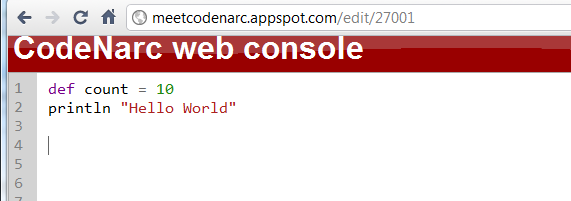 meetcodenarc.appspot.com/edit/27001
CodeNarc web console
1 def count = 10
2 println "Hello World"
3
4
5
6
7